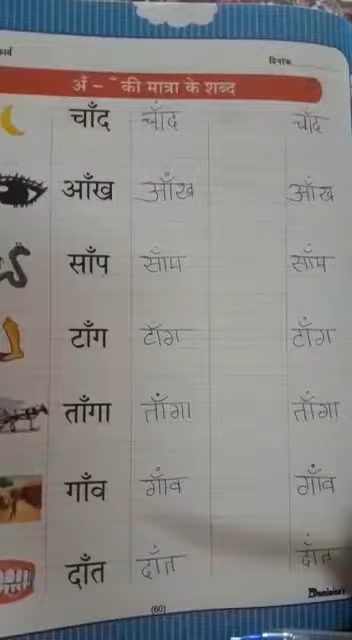 कार्य
दिनांक
अँ – ँ की मात्रा के शब्द
चाँद चाँद चाँद
आँख आँख आँख
साँप साँम साँम
टाँग टाँग टाँग
ताँगा ताँगा ताँगा
गाँव गाँव गाँव
दाँत दाँत दाँत
(60)